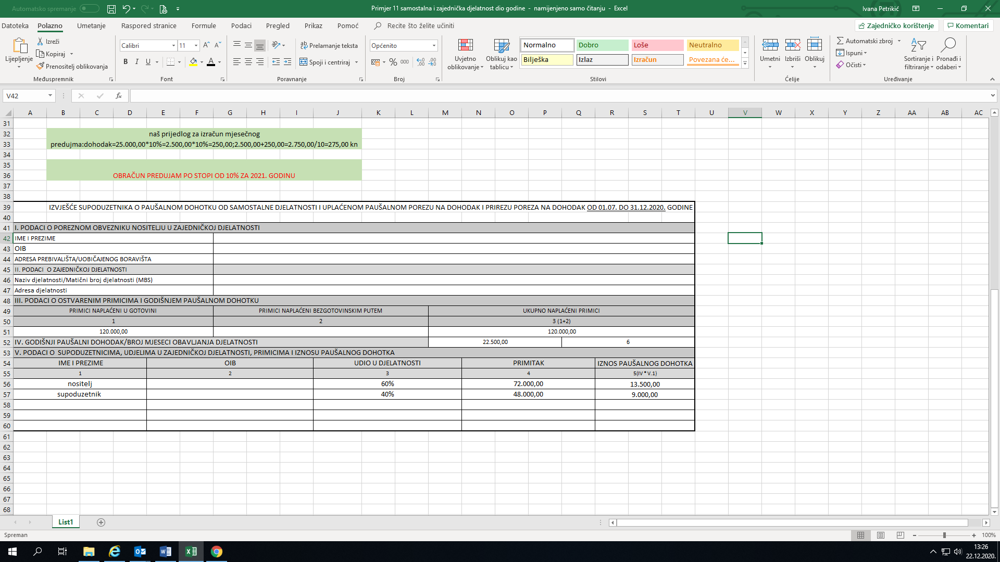 Automatsko spremanje
Primjer 11 samostalna i zajednička djelatnost dio godine - namijenjeno samo čitanju - Excel
Ivana Petrikić
Datoteka Polazno Umetanje Raspored stranice Formule Podaci Pregled Prikaz Pomoć Recite što želite učiniti
Zajedničko korištenje Komentari
Lijepljenje
Izreži
Kopiraj
Prenositelj oblikovanja
Međuspremnik
Calibri 11
B I U A
Font
Prelamanje teksta
Spoji i centriraj
Poravnanje
Općenito
% 000
Broj
Uvjetno oblikovanje
Oblikuj kao tablicu
Normalno Dobro Loše Neutralno
Bilješka Izlaz Izračun Povezana će...
Stilovi
Umetni Izbriši Oblikuj
Ćelije
Automatski zbroj
Ispuni
Očisti
Sortiranje i filtriranje
Pronađi i odaberi
Uređivanje
V42
fx
A B C D E F G H I J K L M N O P Q R S T U V W X Y Z AA AB AC
31
32 naš prijedlog za izračun mjesečnog
33 predujma:dohodak=25.000,00*10%=2.500,00*10%=250,00;2.500,00+250,00=2.750,00/10=275,00 kn
34
35
36 OBRAČUN PREDUJAM PO STOPI OD 10% ZA 2021. GODINU
37
38
39 IZVJEŠĆE SUPODUZETNIKA O PAUŠALNOM DOHOTKU OD SAMOSTALNE DJELATNOSTI I UPLAĆENOM PAUŠALNOM POREZU NA DOHODAK I PRIREZU POREZA NA DOHODAK OD 01.07. DO 31.12.2020. GODINE
40
41 I. PODACI O POREZNOM OBVEZNIKU NOSITELJU U ZAJEDNIČKOJ DJELATNOSTI
42 IME I PREZIME
43 OIB
44 ADRESA PREBIVALIŠTA/UOBIČAJENOG BORAVIŠTA
45 II. PODACI O ZAJEDNIČKOJ DJELATNOSTI
46 Naziv djelatnosti/Matični broj djelatnosti (MBS)
47 Adresa djelatnosti
48 III. PODACI O OSTVARENIM PRIMICIMA I GODIŠNJEM PAUŠALNOM DOHOTKU
49 PRIMICI NAPLAĆENI U GOTOVINI PRIMICI NAPLAĆENI BEZGOTOVINSKIM PUTEM UKUPNO NAPLAĆENI PRIMICI
50 1 2 3 (1+2)
51 120.000,00 120.000,00
52 IV. GODIŠNJI PAUŠALNI DOHODAK/BROJ MJESECI OBAVLJANJA DJELATNOSTI 22.500,00 6
53 V. PODACI O SUPODUZETNICIMA, UDJELIMA U ZAJEDNIČKOJ DJELATNOSTI, PRIMICIMA I IZNOSU PAUŠALNOG DOHOTKA
54 IME I PREZIME OIB UDIO U DJELATNOSTI PRIMITAK IZNOS PAUŠALNOG DOHOTKA
55 1 2 3 4 5(IV * V.1)
56 nositelj 60% 72.000,00 13.500,00
57 supoduzetnik 40% 48.000,00 9.000,00
58
59
60
61
62
63
64
65
66
67
68
List1
Spreman
100%
13:26
22.12.2020.